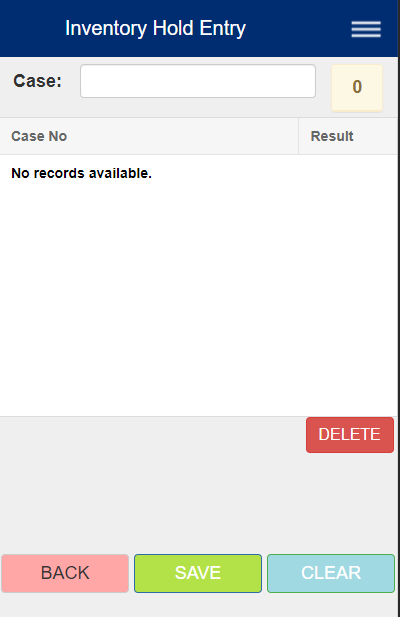 Inventory Hold Entry
Case: 0
Case No Result
No records available.
DELETE
BACK SAVE CLEAR